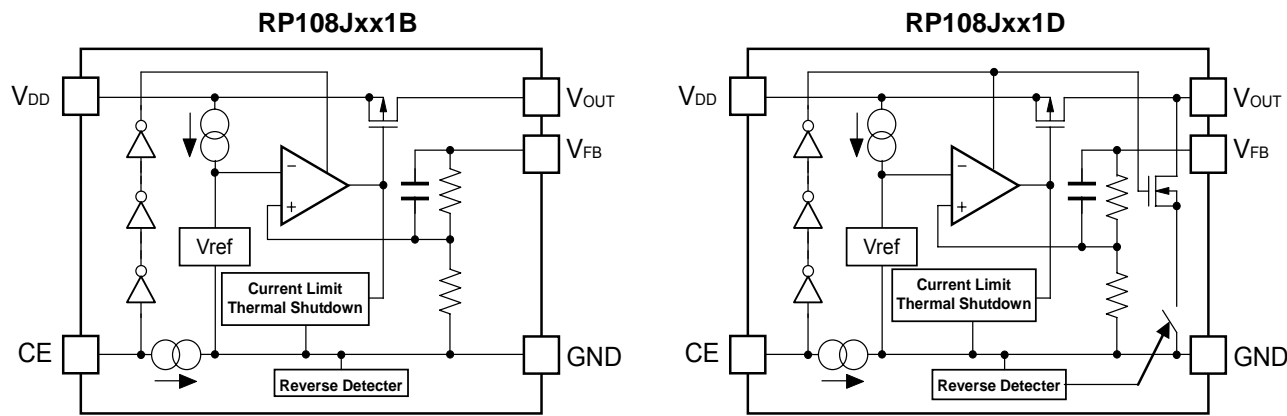 RP108Jxx1B
VDD
VOUT
VFB
−
+
Vref
Current Limit
Thermal Shutdown
CE
GND
Reverse Detecter
RP108Jxx1D
VDD
VOUT
VFB
−
+
Vref
Current Limit
Thermal Shutdown
CE
GND
Reverse Detecter